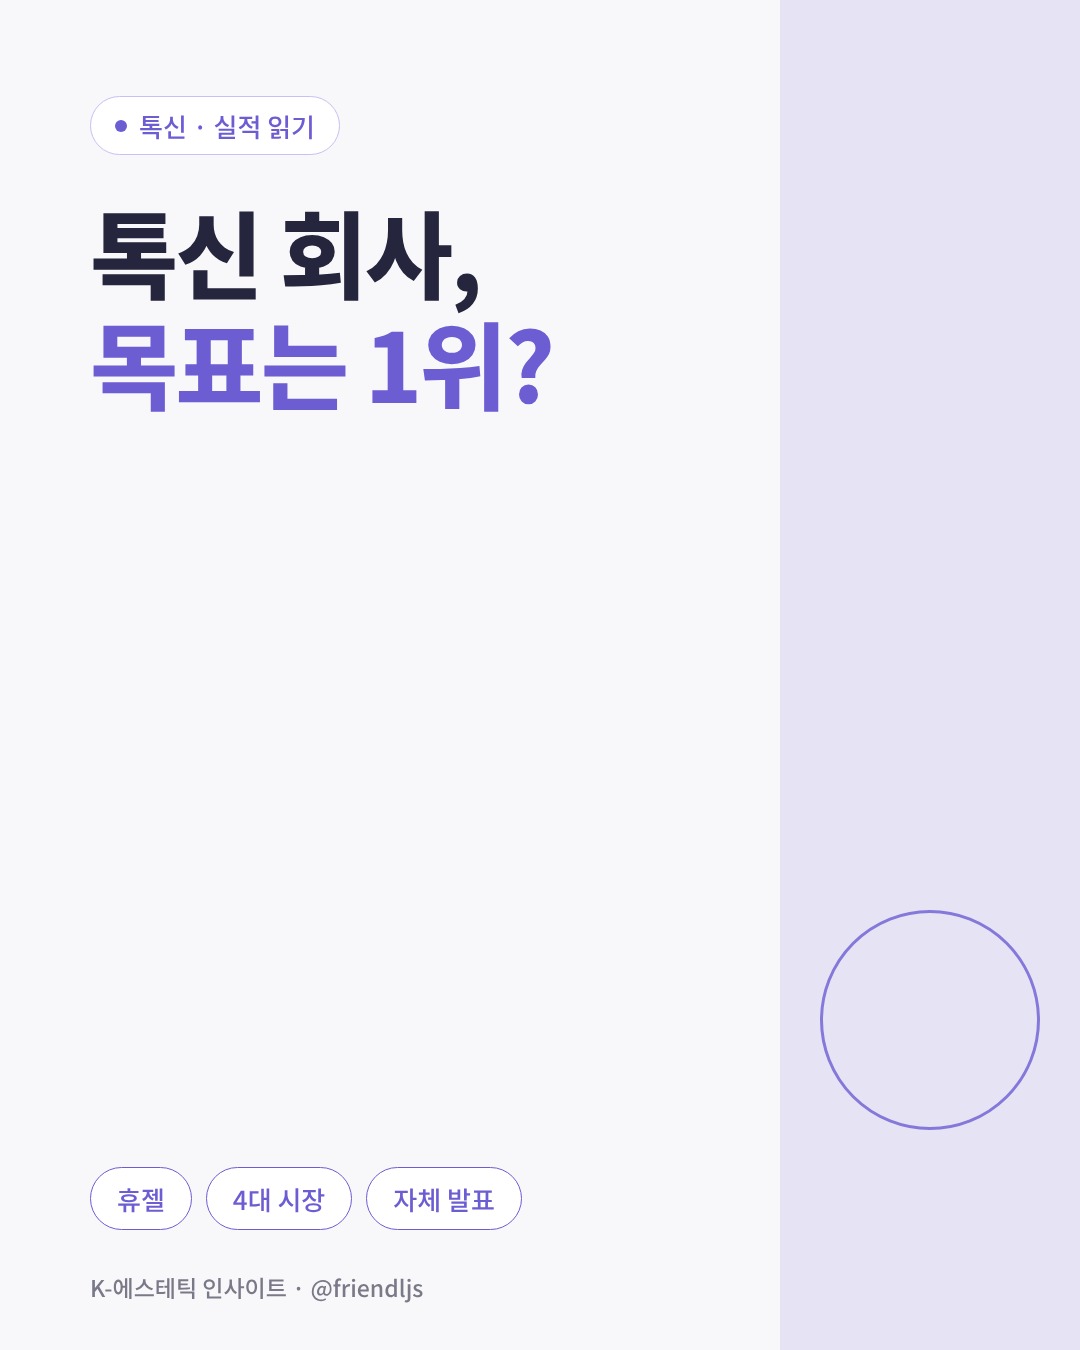 톡신 · 실적 읽기
톡신 회사,
목표는 1위?
휴젤
4대 시장
자체 발표
K-에스테틱 인사이트 · @friendljs